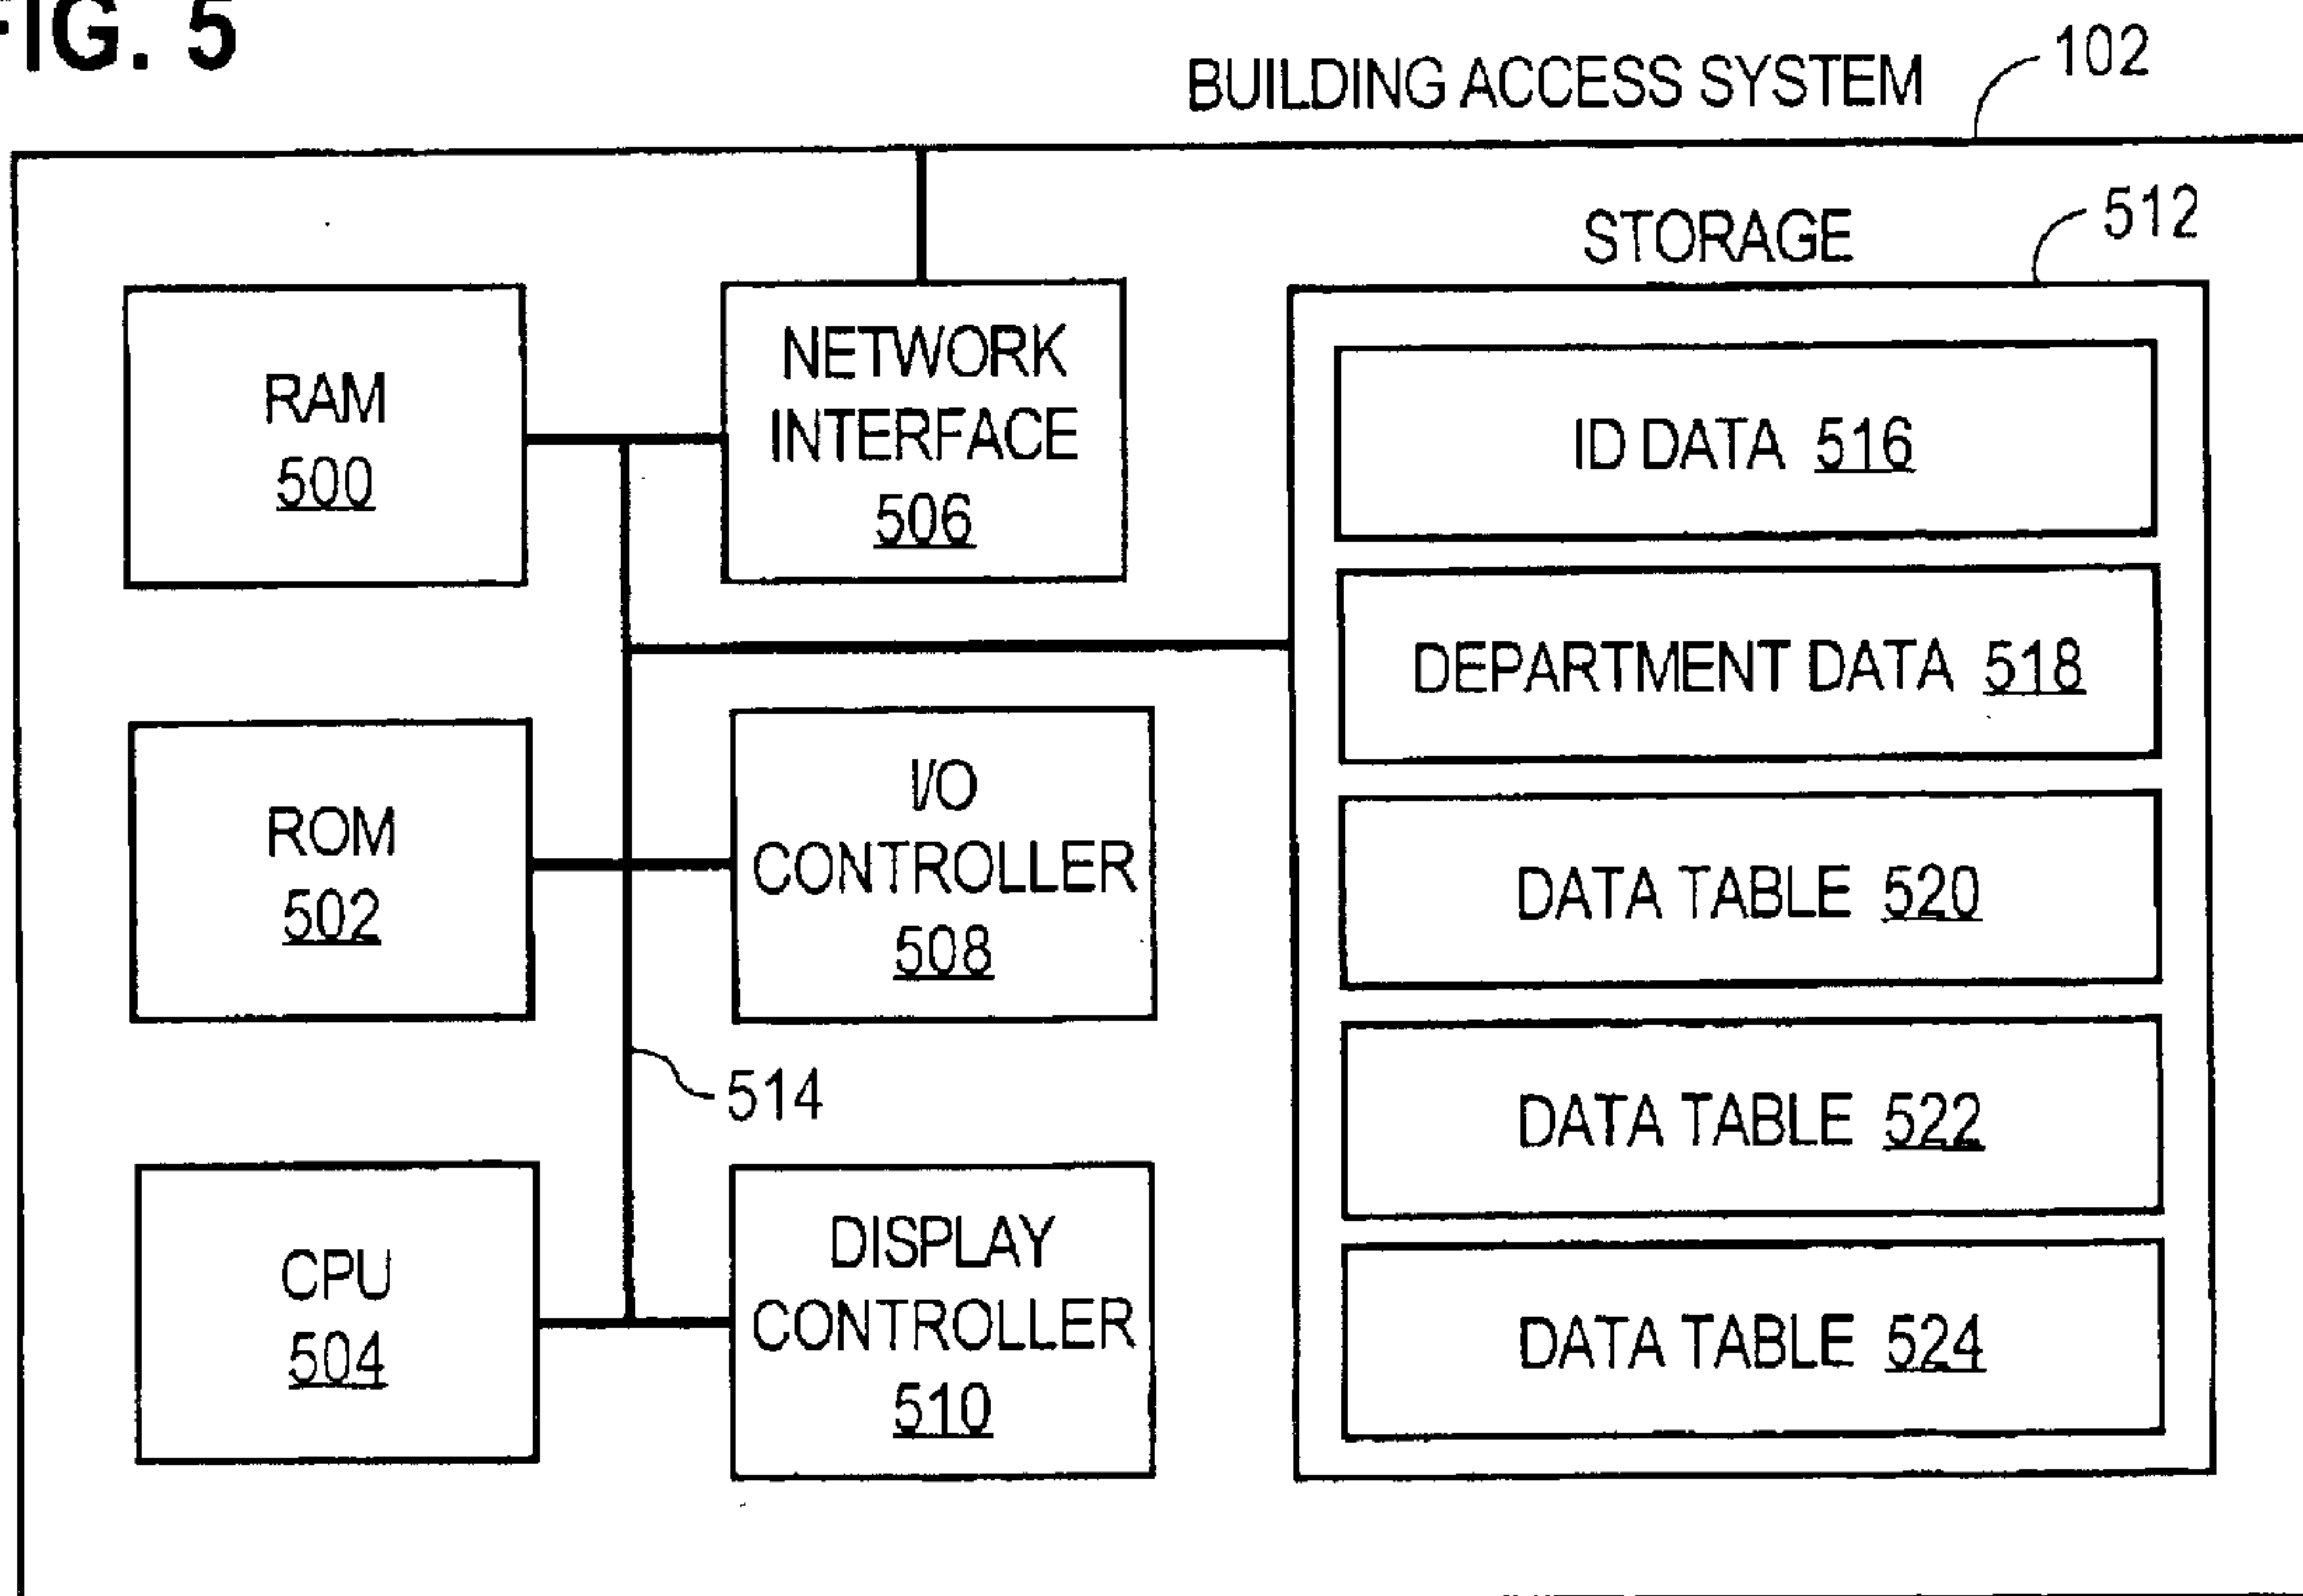 FIG. 5
BUILDING ACCESS SYSTEM
102
STORAGE
512
RAM
500
NETWORK
INTERFACE
506
ID DATA 516
DEPARTMENT DATA 518
ROM
502
I/O
CONTROLLER
508
DATA TABLE 520
514
DATA TABLE 522
CPU
504
DISPLAY
CONTROLLER
510
DATA TABLE 524